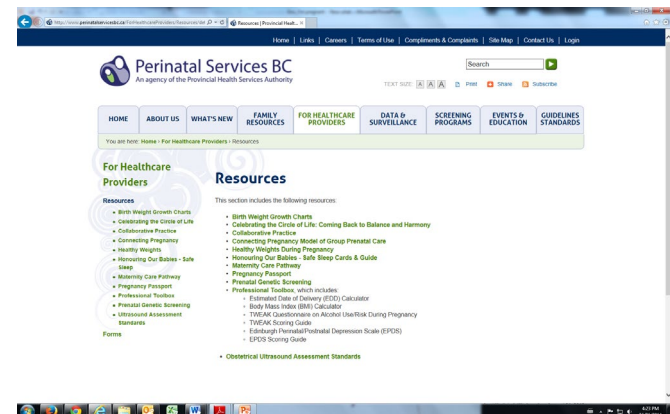 http://www.perinatalservicesbc.ca/ForHealthcareProviders/Resources/def
Resources | Provincial Healt...
Home | Links | Careers | Terms of Use | Compliments & Complaints | Site Map | Contact Us | Login
Perinatal Services BC
An agency of the Provincial Health Services Authority
Search
TEXT SIZE: A A A Print Share Subscribe
HOME
ABOUT US
WHAT'S NEW
FAMILY RESOURCES
FOR HEALTHCARE PROVIDERS
DATA & SURVEILLANCE
SCREENING PROGRAMS
EVENTS & EDUCATION
GUIDELINES STANDARDS
You are here: Home › For Healthcare Providers › Resources
For Healthcare
Providers
Resources
Birth Weight Growth Charts
Celebrating the Circle of Life
Collaborative Practice
Connecting Pregnancy
Healthy Weights
Honouring Our Babies - Safe
Sleep
Maternity Care Pathway
Pregnancy Passport
Professional Toolbox
Prenatal Genetic Screening
Ultrasound Assessment
Standards
Forms
Resources
This section includes the following resources:
Birth Weight Growth Charts
Celebrating the Circle of Life: Coming Back to Balance and Harmony
Collaborative Practice
Connecting Pregnancy Model of Group Prenatal Care
Healthy Weights During Pregnancy
Honouring Our Babies - Safe Sleep Cards & Guide
Maternity Care Pathway
Pregnancy Passport
Prenatal Genetic Screening
Professional Toolbox, which includes:
Estimated Date of Delivery (EDD) Calculator
Body Mass Index (BMI) Calculator
TWEAK Questionnaire on Alcohol Use/Risk During Pregnancy
TWEAK Scoring Guide
Edinburgh Perinatal/Postnatal Depression Scale (EPDS)
EPDS Scoring Guide
Obstetrical Ultrasound Assessment Standards
4:23 PM